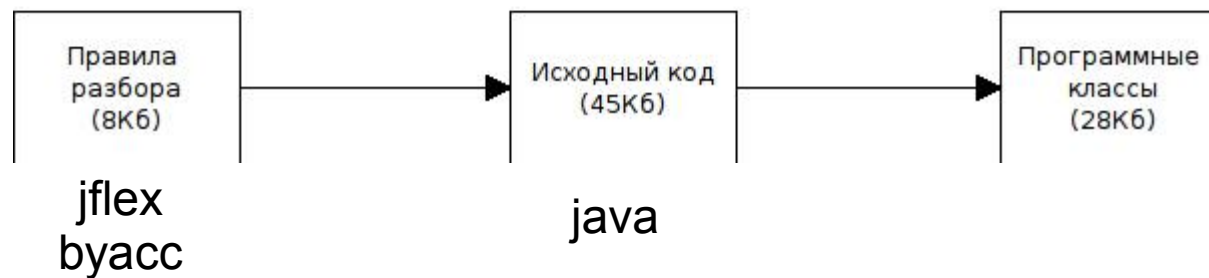 Правила
разбора
(8Кб)
Исходный код
(45Кб)
Программные
классы
(28Кб)
jflex
byacc
java